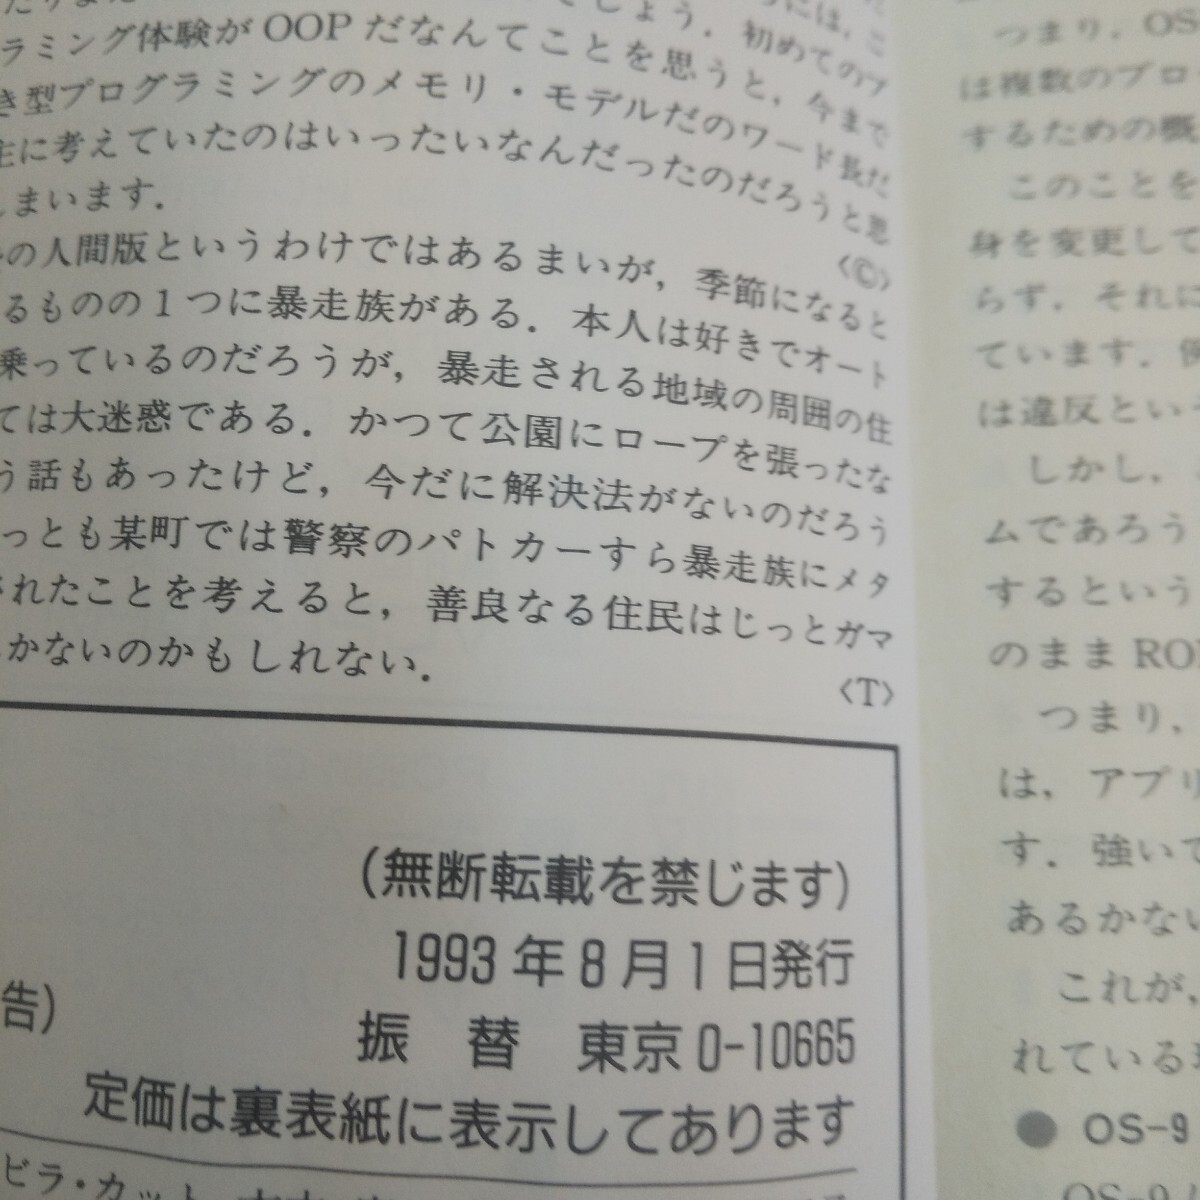 しょう．初めてのプ
ラミング体験がOOPだなんてことを思うと，今まで
き型プログラミングのメモリ・モデルだのワード長だ
主に考えていたのはいったいなんだったのだろうと思
まいます．
〈©〉
の人間版というわけではあるまいが，季節になると
るものの1つに暴走族がある．本人は好きでオート
乗っているのだろうが，暴走される地域の周囲の住
ては大迷惑である．かつて公園にロープを張ったな
う話もあったけど，今だに解決法がないのだろう
っとも某町では警察のパトカーすら暴走族にメタ
されたことを考えると，善良なる住民はじっとガマ
かないのかもしれない．
〈T〉
(無断転載を禁じます)
1993年8月1日発行
告)
振 替 東京0-10665
定価は裏表紙に表示してあります
ビラ・カット
つまり，OS
は複数のプロ
するための概
このことを
身を変更して
らず，それに
ています．
は違反とい
しかし，
ムであろう
するという
のままRO
つまり，
は，アプリ
す．強いて
あるかない
これが，
れている
● OS-9
OS-9